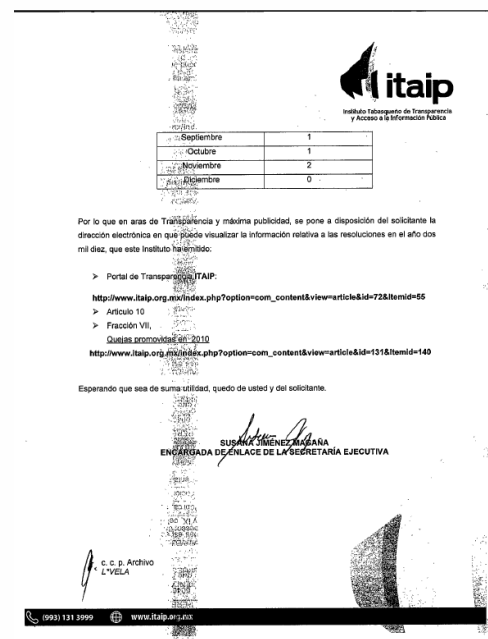 itaip
Instituto Tabasqueño de Transparencia
y Acceso a la Información Pública
Septiembre 1
Octubre 1
Noviembre 2
Diciembre 0
Por lo que en aras de Transparencia y máxima publicidad, se pone a disposición del solicitante la
dirección electrónica en que puede visualizar la información relativa a las resoluciones en el año dos
mil diez, que este Instituto ha emitido:
➢ Portal de Transparencia ITAIP:
http://www.itaip.org.mx/index.php?option=com_content&view=article&id=72&Itemid=55
➢ Artículo 10
➢ Fracción VII,
Quejas promovidas en 2010
http://www.itaip.org.mx/index.php?option=com_content&view=article&id=131&Itemid=140
Esperando que sea de suma utilidad, quedo de usted y del solicitante.
SUSANA JIMÉNEZ MAGAÑA
ENCARGADA DE ENLACE DE LA SECRETARÍA EJECUTIVA
c. c. p. Archivo
L*VELA
(993) 131 3999 www.itaip.org.mx